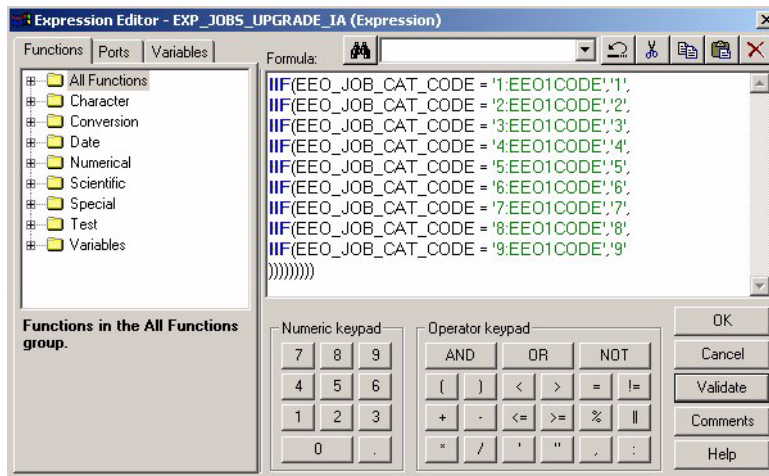 Expression Editor - EXP_JOBS_UPGRADE_IA (Expression)
Functions Ports Variables
Formula:
All Functions
Character
Conversion
Date
Numerical
Scientific
Special
Test
Variables
IIF(EEO_JOB_CAT_CODE = '1:EEO1CODE','1',
IIF(EEO_JOB_CAT_CODE = '2:EEO1CODE','2',
IIF(EEO_JOB_CAT_CODE = '3:EEO1CODE','3',
IIF(EEO_JOB_CAT_CODE = '4:EEO1CODE','4',
IIF(EEO_JOB_CAT_CODE = '5:EEO1CODE','5',
IIF(EEO_JOB_CAT_CODE = '6:EEO1CODE','6',
IIF(EEO_JOB_CAT_CODE = '7:EEO1CODE','7',
IIF(EEO_JOB_CAT_CODE = '8:EEO1CODE','8',
IIF(EEO_JOB_CAT_CODE = '9:EEO1CODE','9'
)))))))))
Functions in the All Functions
group.
Numeric keypad
7 8 9
4 5 6
1 2 3
0 .
Operator keypad
AND OR NOT
( ) < > = !=
+ - <= >= % ||
* / ' " , :
OK
Cancel
Validate
Comments
Help